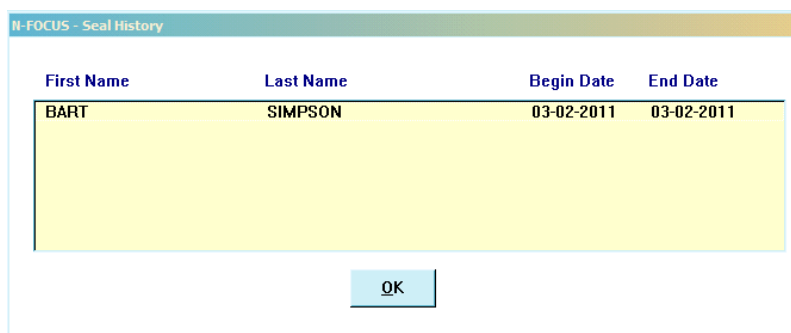 N-FOCUS - Seal History
First Name Last Name Begin Date End Date
BART SIMPSON 03-02-2011 03-02-2011
OK